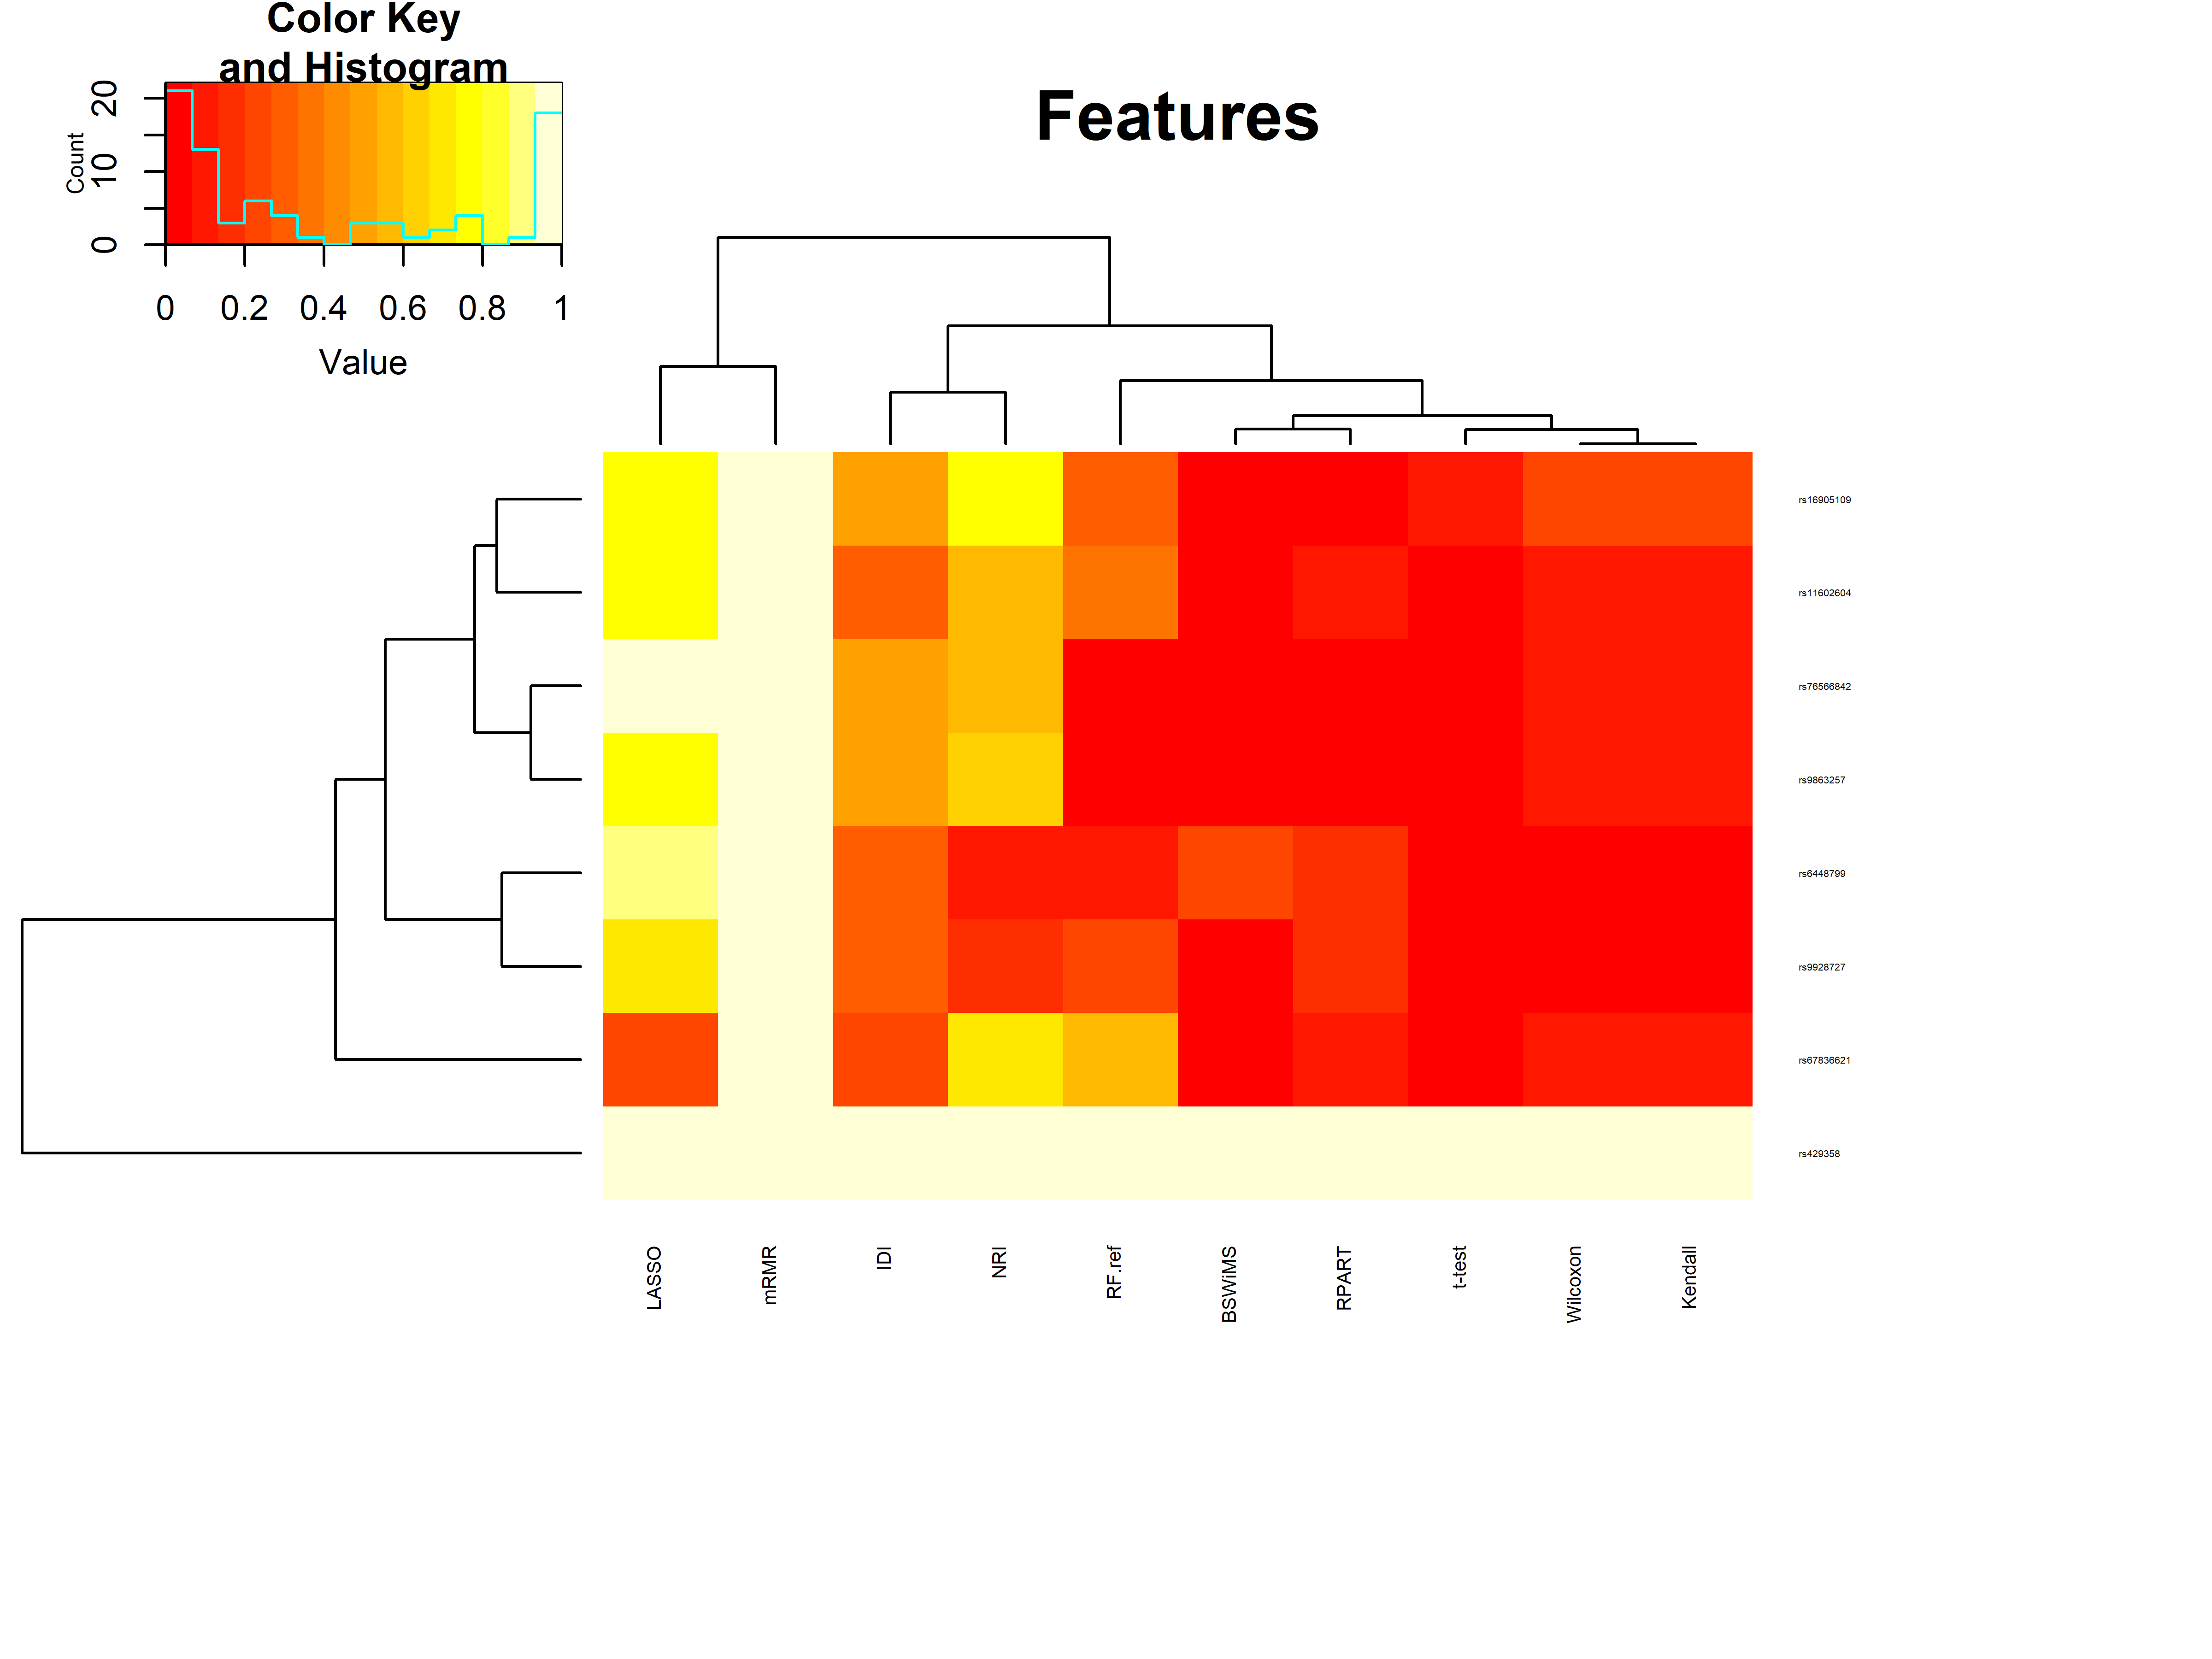 Color Key
and Histogram
Count
0 10 20
0 0.2 0.4 0.6 0.8 1
Value
Features
rs16905109
rs11602604
rs76566842
rs9863257
rs6448799
rs9928727
rs67836621
rs429358
LASSO
mRMR
IDI
NRI
RF.ref
BSWiMS
RPART
t-test
Wilcoxon
Kendall